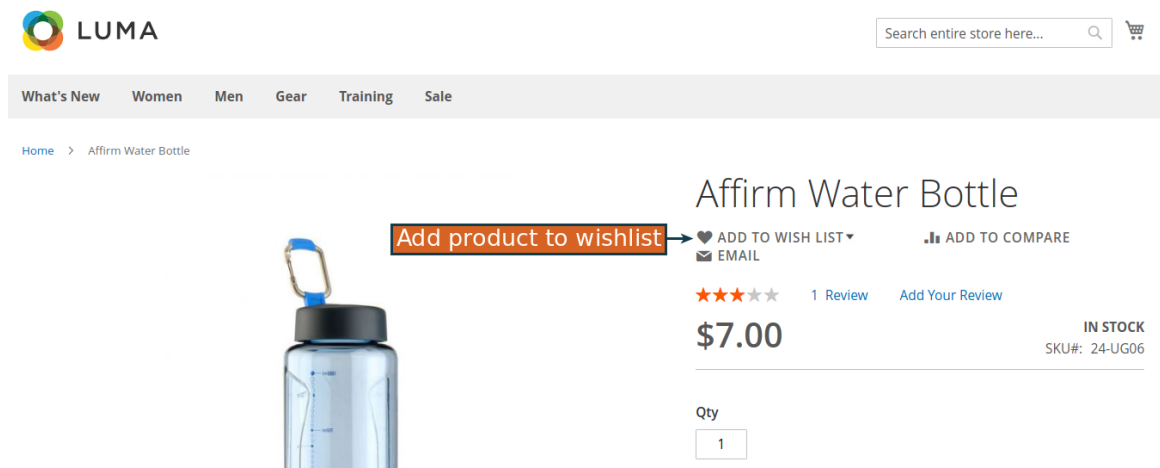 LUMA
Search entire store here...
What's New Women Men Gear Training Sale
Home > Affirm Water Bottle
Affirm Water Bottle
Add product to wishlist
ADD TO WISH LIST ADD TO COMPARE
EMAIL
1 Review Add Your Review
$7.00
IN STOCK
SKU#: 24-UG06
Qty
1